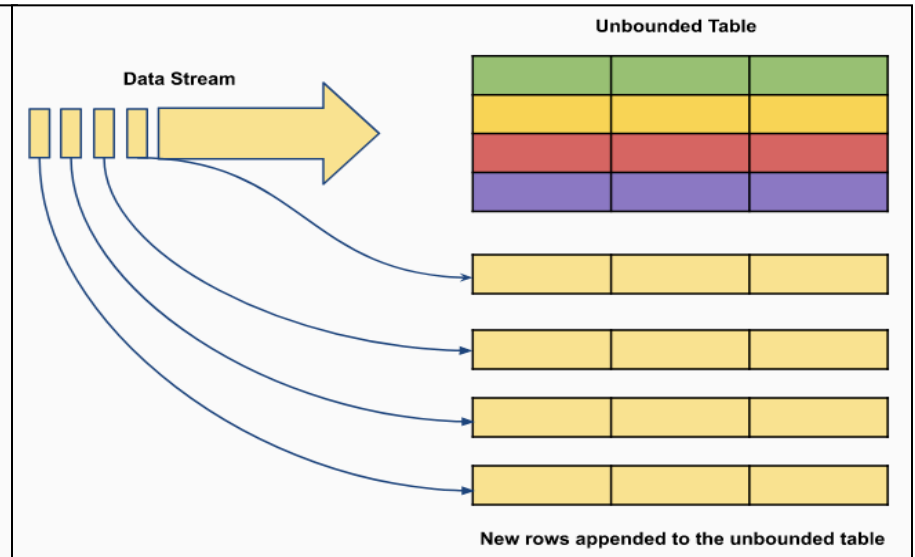 Unbounded Table
Data Stream
New rows appended to the unbounded table